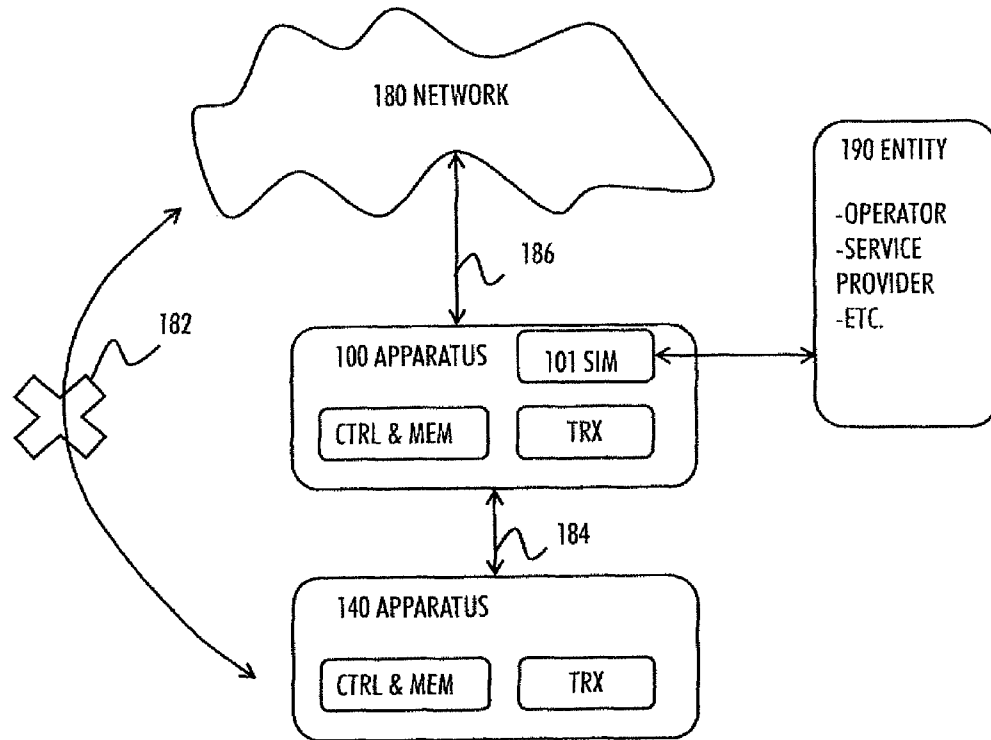 180 NETWORK
190 ENTITY
-OPERATOR
-SERVICE
PROVIDER
-ETC.
186
182
100 APPARATUS
101 SIM
CTRL & MEM
TRX
184
140 APPARATUS
CTRL & MEM
TRX